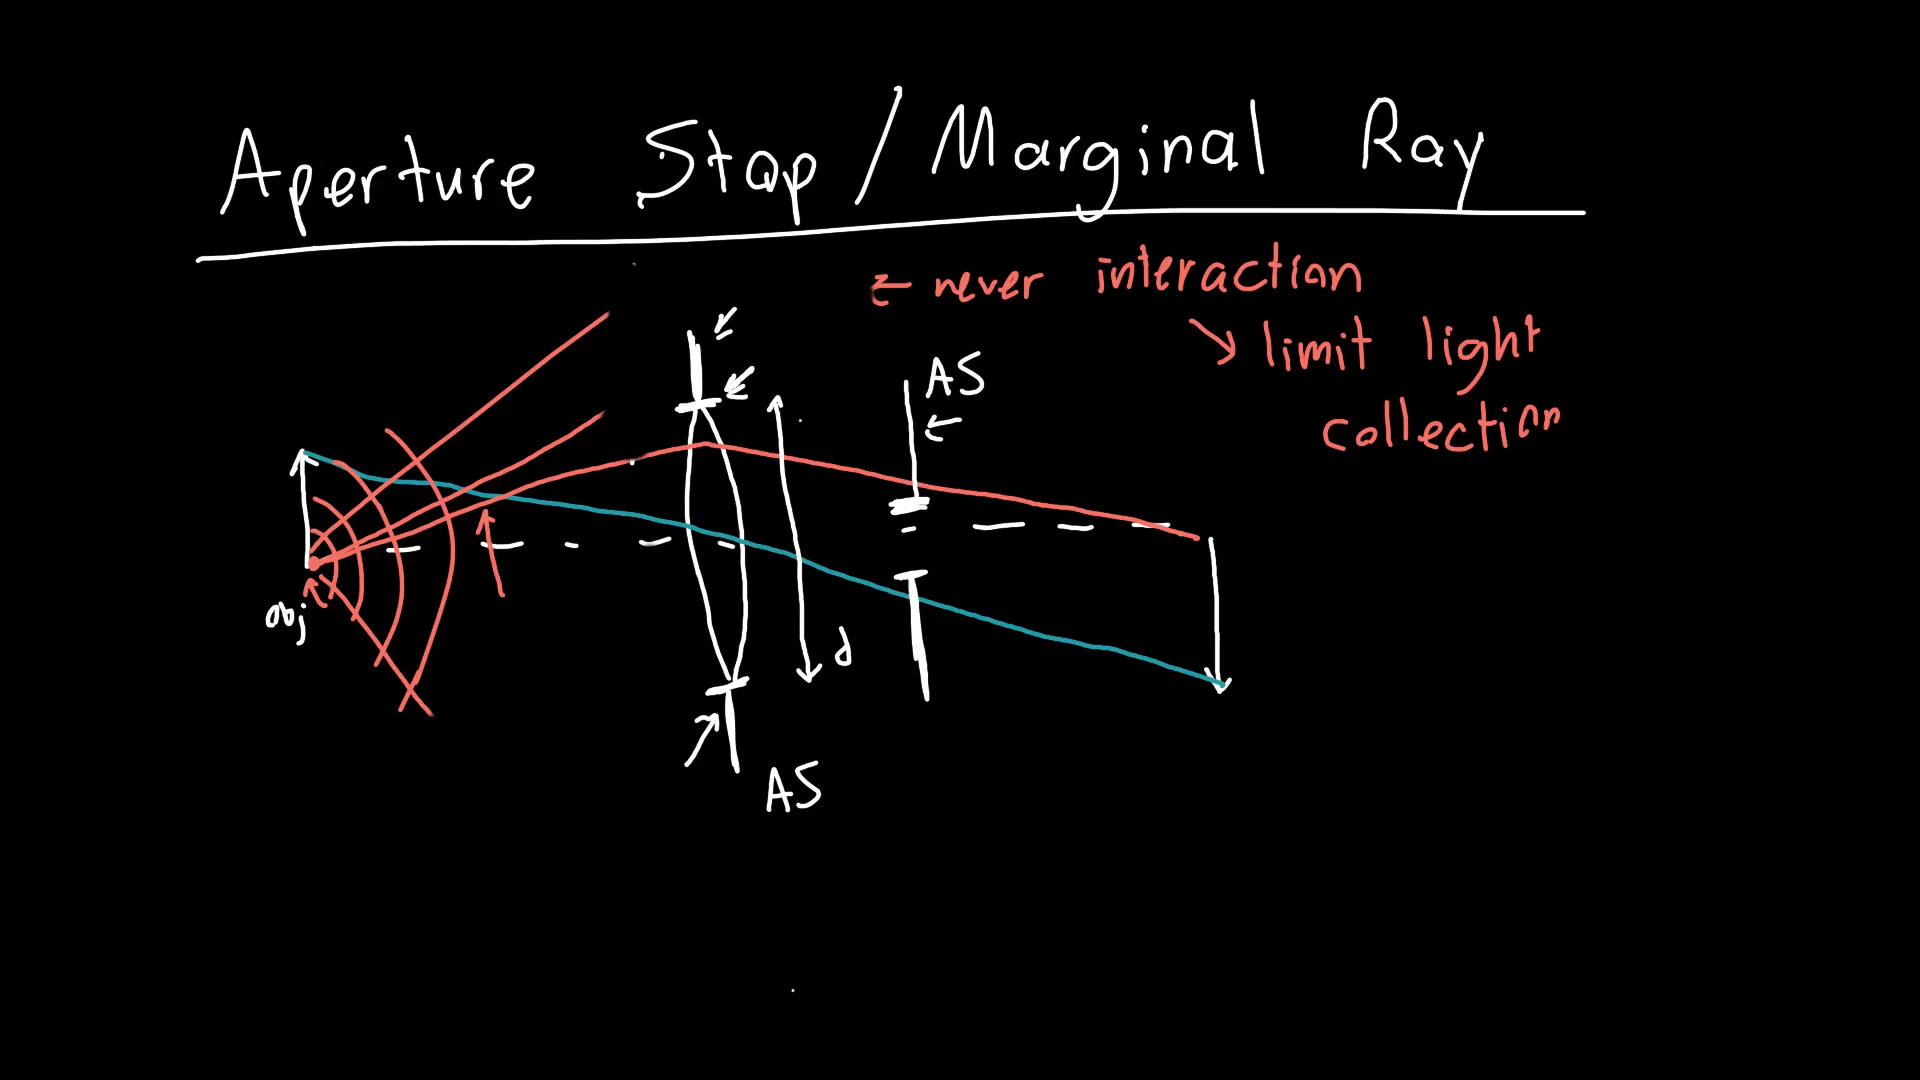 Aperture Stop / Marginal Ray
← never interaction
↘ limit light
collection
AS
obj
d
AS